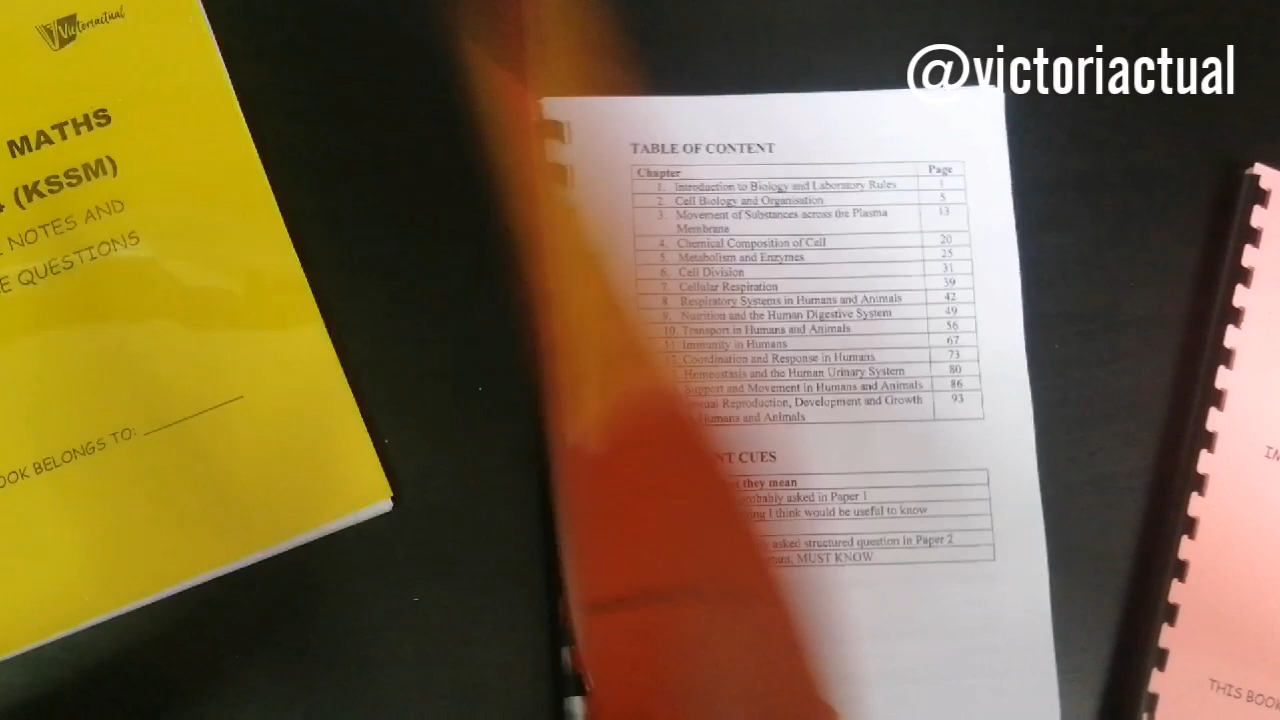 @victoriactual
Victoriactual
MATHS
(KSSM)
NOTES AND
QUESTIONS
BOOK BELONGS TO:
TABLE OF CONTENT
Chapter Page
1. Introduction to Biology and Laboratory Rules 1
2. Cell Biology and Organisation 5
3. Movement of Substances across the Plasma 13
Membrane
4. Chemical Composition of Cell 20
5. Metabolism and Enzymes 25
6. Cell Division 31
7. Cellular Respiration 39
8. Respiratory Systems in Humans and Animals 42
9. Nutrition and the Human Digestive System 49
10. Transport in Humans and Animals 56
11. Immunity in Humans 67
Coordination and Response in Humans 73
Homeostasis and the Human Urinary System 80
Support and Movement in Humans and Animals 86
Reproduction, Development and Growth 93
Humans and Animals
CUES
they mean
probably asked in Paper 1
I think would be useful to know
asked structured question in Paper 2
MUST KNOW
THIS BOOK